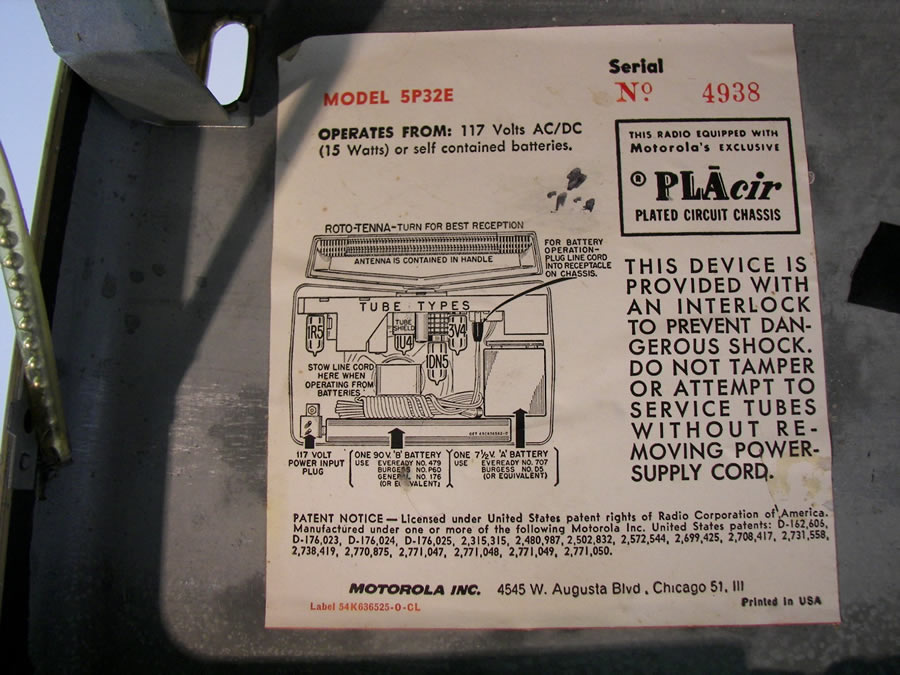 MODEL 5P32E
Serial
Nº 4938
OPERATES FROM: 117 Volts AC/DC
(15 Watts) or self contained batteries.
THIS RADIO EQUIPPED WITH
Motorola's EXCLUSIVE
® PLĀcir
PLATED CIRCUIT CHASSIS
ROTO-TENNA-TURN FOR BEST RECEPTION
ANTENNA IS CONTAINED IN HANDLE
FOR BATTERY
OPERATION-
PLUG LINE CORD
INTO RECEPTACLE
ON CHASSIS.
TUBE TYPES
1R5
TUBE
SHIELD
1U4
3V4
1DN5
STOW LINE CORD
HERE WHEN
OPERATING FROM
BATTERIES
117 VOLT
POWER INPUT
PLUG
ONE 90V. 'B' BATTERY
USE EVEREADY NO. 479
BURGESS NO. P60
GENERAL NO. 176
(OR EQUIVALENT)
ONE 7½V. 'A' BATTERY
USE EVEREADY NO. 707
BURGESS NO. D5
(OR EQUIVALENT)
THIS DEVICE IS
PROVIDED WITH
AN INTERLOCK
TO PREVENT DAN-
GEROUS SHOCK.
DO NOT TAMPER
OR ATTEMPT TO
SERVICE TUBES
WITHOUT RE-
MOVING POWER-
SUPPLY CORD.
PATENT NOTICE — Licensed under United States patent rights of Radio Corporation of America.
Manufactured under one or more of the following Motorola Inc. United States patents: D-162,606,
D-176,023, D-176,024, D-176,025, 2,315,315, 2,480,987, 2,502,832, 2,572,544, 2,699,425, 2,708,417, 2,731,558,
2,738,419, 2,770,875, 2,771,047, 2,771,048, 2,771,049, 2,771,050.
MOTOROLA INC. 4545 W. Augusta Blvd, Chicago 51, Ill
Label 54K636525-O-CL
Printed in USA